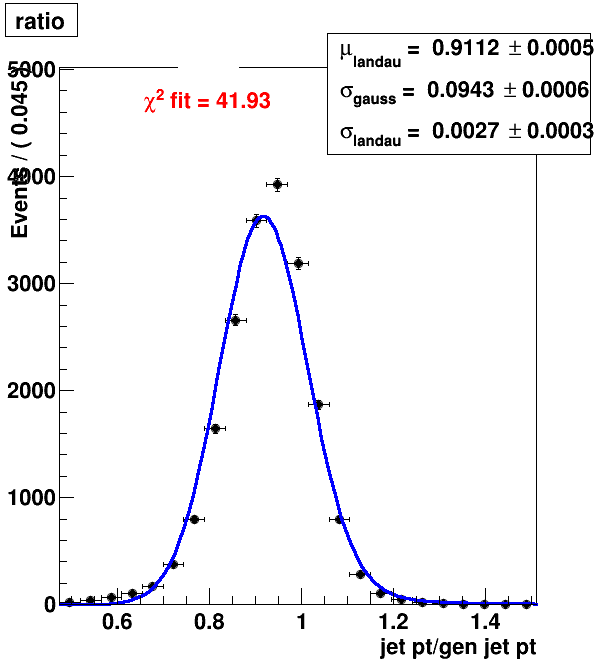 ratio
μlandau = 0.9112 ± 0.0005
σgauss = 0.0943 ± 0.0006
σlandau = 0.0027 ± 0.0003
χ² fit = 41.93
Events / ( 0.045
5000
4000
3000
2000
1000
0
0.6 0.8 1 1.2 1.4
jet pt/gen jet pt